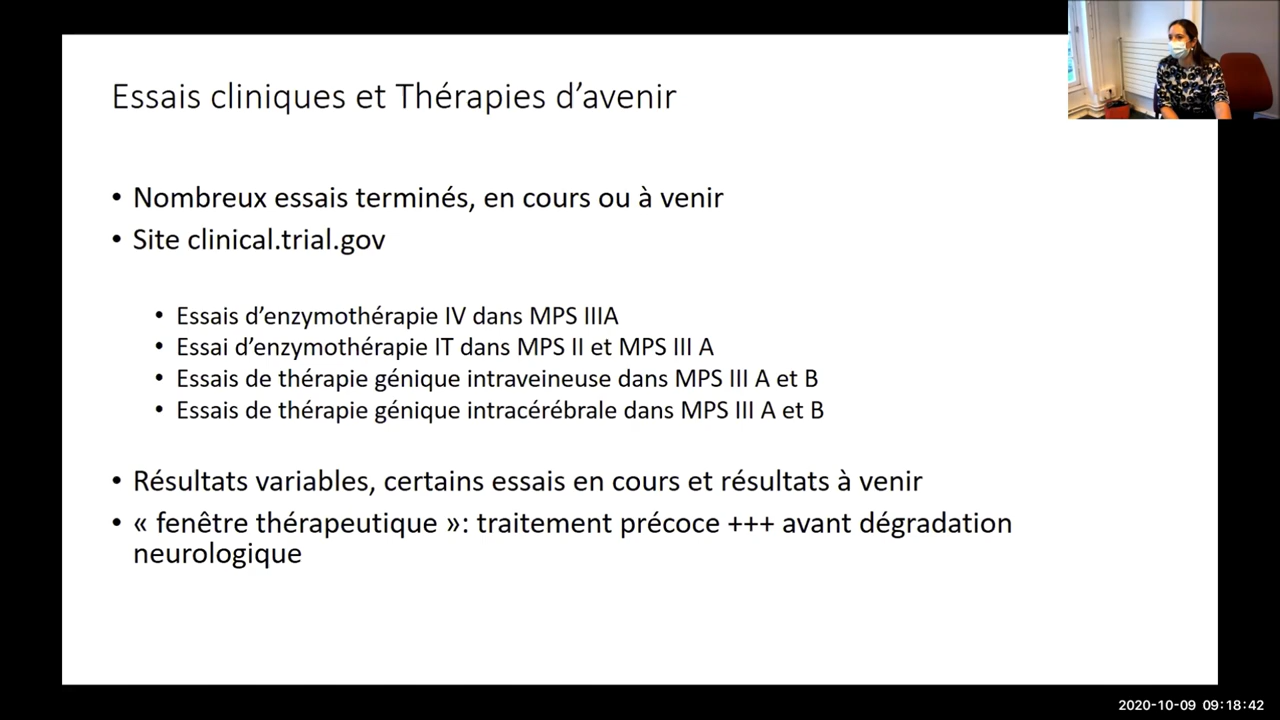 Essais cliniques et Thérapies d’avenir
• Nombreux essais terminés, en cours ou à venir
• Site clinical.trial.gov
• Essais d’enzymothérapie IV dans MPS IIIA
• Essai d’enzymothérapie IT dans MPS II et MPS III A
• Essais de thérapie génique intraveineuse dans MPS III A et B
• Essais de thérapie génique intracérébrale dans MPS III A et B
• Résultats variables, certains essais en cours et résultats à venir
• « fenêtre thérapeutique »: traitement précoce +++ avant dégradation
neurologique
2020-10-09 09:18:42